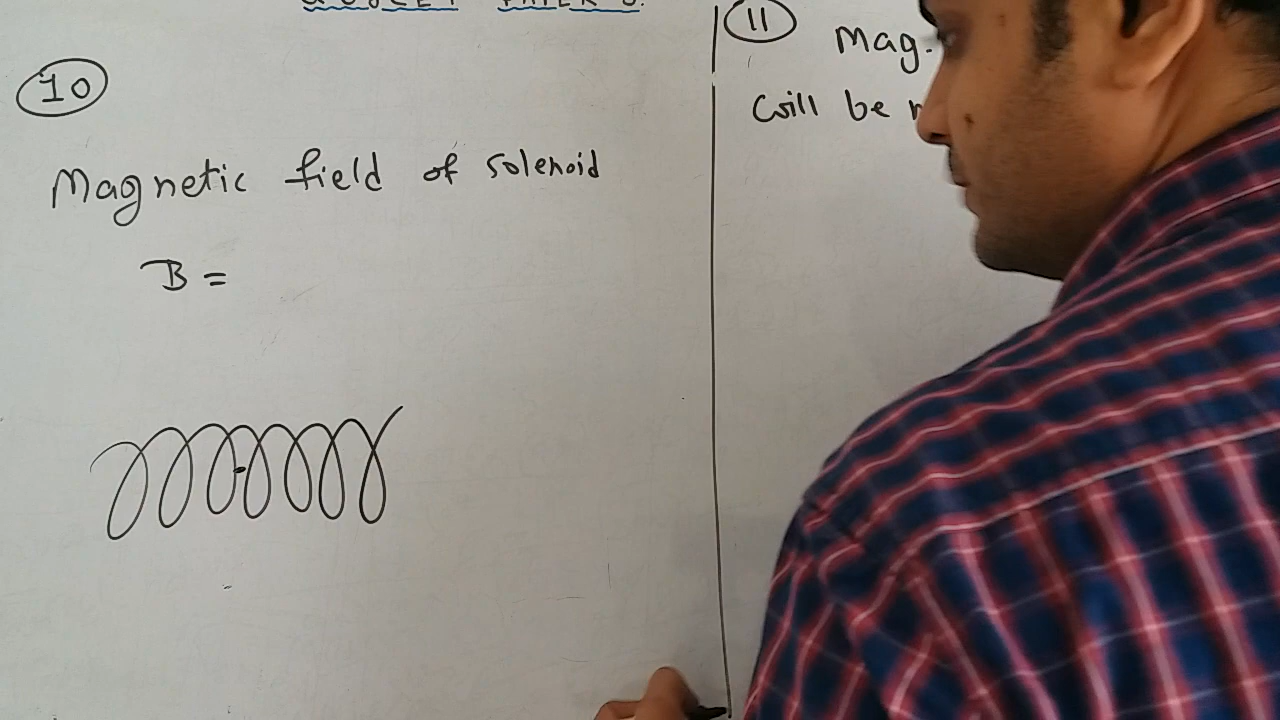 10
Magnetic field of solenoid
B =
11
Mag.
will be